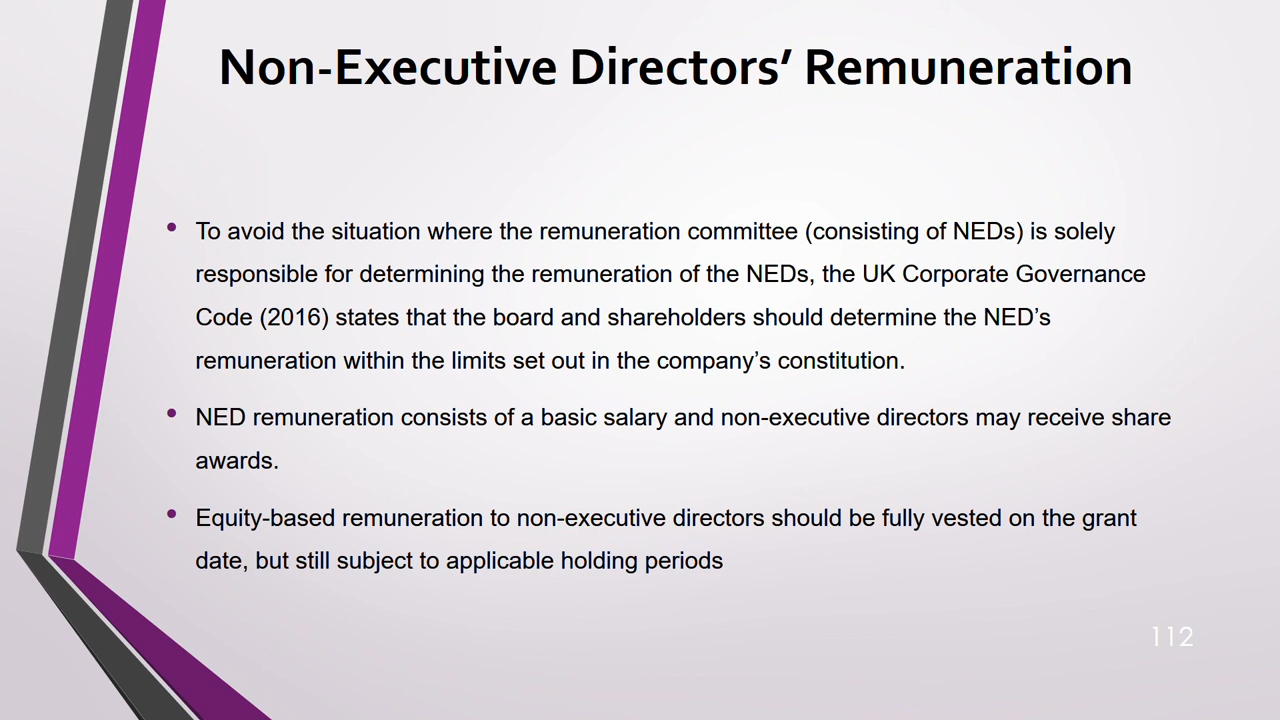 Non-Executive Directors’ Remuneration
• To avoid the situation where the remuneration committee (consisting of NEDs) is solely
responsible for determining the remuneration of the NEDs, the UK Corporate Governance
Code (2016) states that the board and shareholders should determine the NED’s
remuneration within the limits set out in the company’s constitution.
• NED remuneration consists of a basic salary and non-executive directors may receive share
awards.
• Equity-based remuneration to non-executive directors should be fully vested on the grant
date, but still subject to applicable holding periods
112